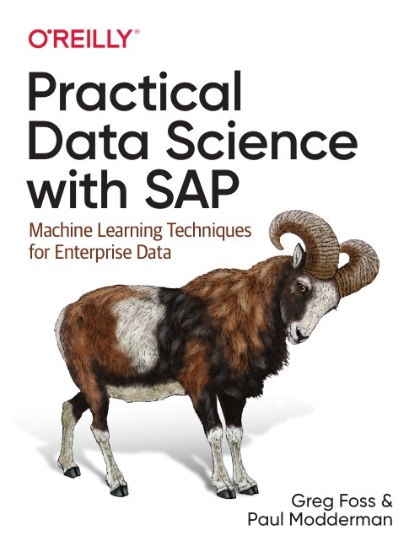 O'REILLY®
Practical
Data Science
with SAP
Machine Learning Techniques
for Enterprise Data
Greg Foss &
Paul Modderman